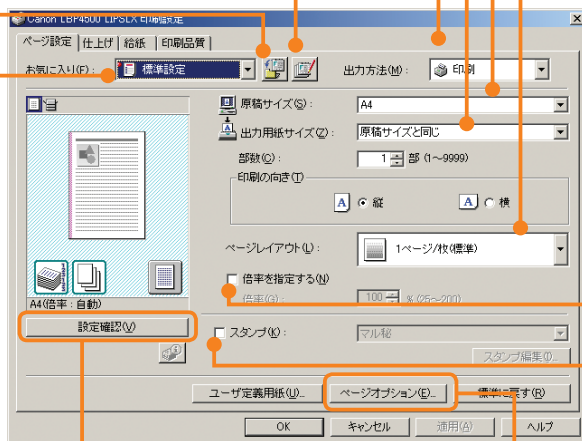 Canon LBP4500 LIPSLX 印刷設定
ページ設定 仕上げ 給紙 印刷品質
お気に入り(F): 標準設定 出力方法(M): 印刷
原稿サイズ(S): A4
出力用紙サイズ(Z): 原稿サイズと同じ
部数(C): 1 部 (1～9999)
印刷の向き(T)
A 縦 A 横
ページレイアウト(L): 1ページ/枚(標準)
倍率を指定する(N)
A4(倍率:自動) 倍率(G): 100 % (25～200)
設定確認(V) スタンプ(K): マル秘
スタンプ編集(I)...
ユーザ定義用紙(U)... ページオプション(E)... 標準に戻す(R)
OK キャンセル 適用(A) ヘルプ